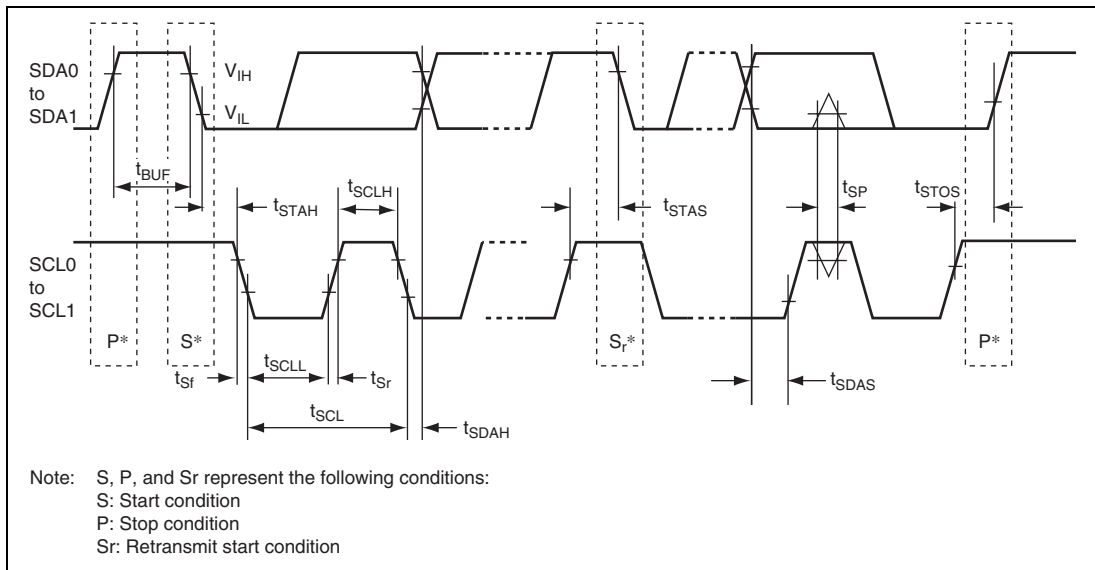 SDA0
to
SDA1
VIH
VIL
tBUF
tSTAH
tSCLH
tSTAS
tSP
tSTOS
SCL0
to
SCL1
P*
S*
Sr*
P*
tSf
tSCLL
tSr
tSCL
tSDAH
tSDAS
Note: S, P, and Sr represent the following conditions:
S: Start condition
P: Stop condition
Sr: Retransmit start condition